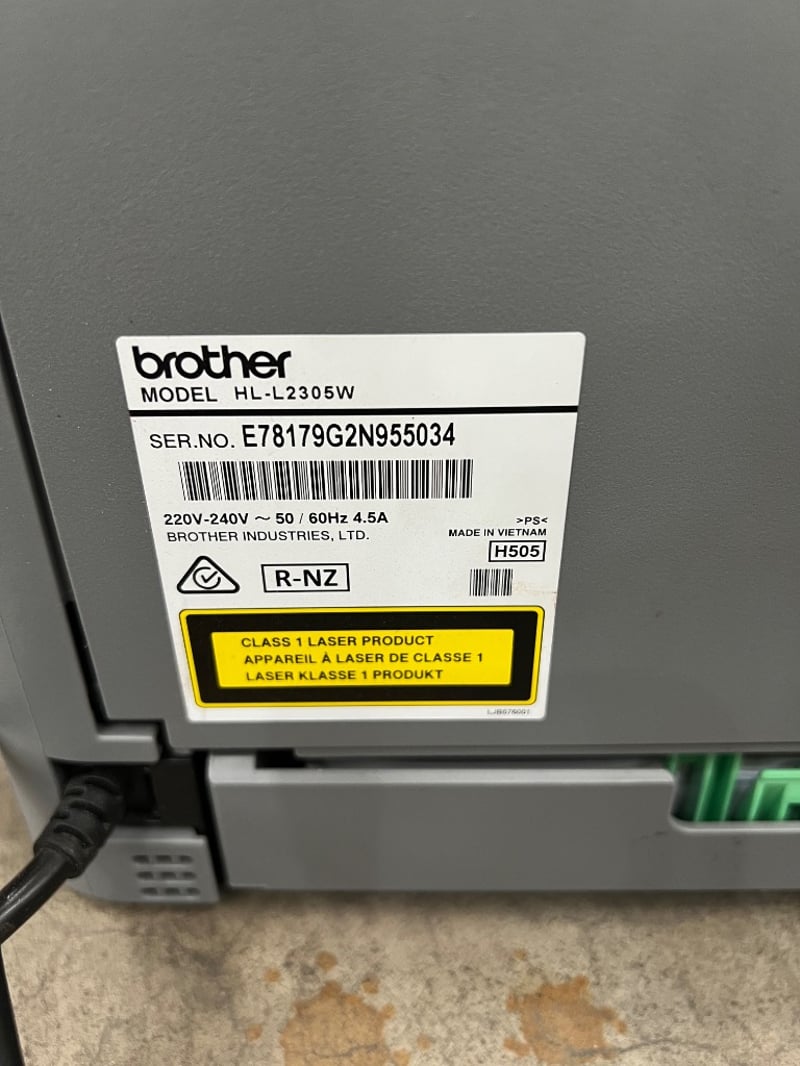 brother
MODEL HL-L2305W
SER.NO. E78179G2N955034
220V-240V ~ 50 / 60Hz 4.5A
BROTHER INDUSTRIES, LTD.
>PS<
MADE IN VIETNAM
H505
R-NZ
CLASS 1 LASER PRODUCT
APPAREIL À LASER DE CLASSE 1
LASER KLASSE 1 PRODUKT